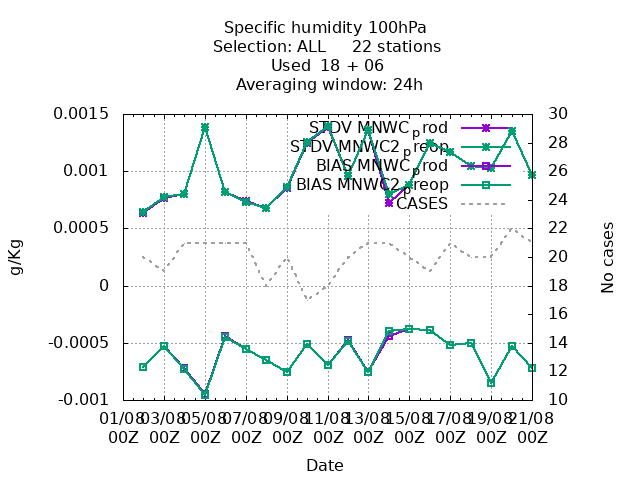 Specific humidity 100hPa
Selection: ALL 22 stations
Used 18 + 06
Averaging window: 24h
0.0015
0.001
0.0005
0
-0.0005
-0.001
30
28
26
24
22
20
18
16
14
12
10
STDV MNWC_prod
STDV MNWC2_preop
BIAS MNWC_prod
BIAS MNWC2_preop
CASES
g/Kg
No cases
01/08 03/08 05/08 07/08 09/08 11/08 13/08 15/08 17/08 19/08 21/08
00Z 00Z 00Z 00Z 00Z 00Z 00Z 00Z 00Z 00Z 00Z
Date